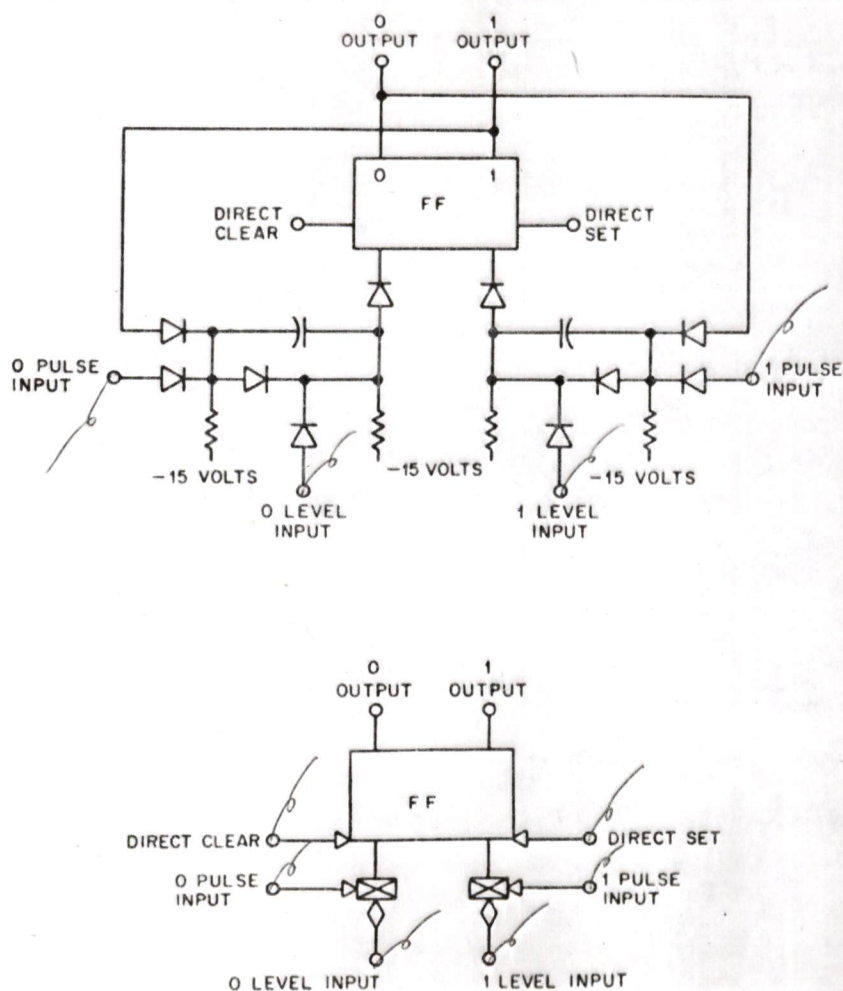 0
OUTPUT
1
OUTPUT
0
1
FF
DIRECT
CLEAR
DIRECT
SET
0 PULSE
INPUT
1 PULSE
INPUT
-15 VOLTS
-15 VOLTS
-15 VOLTS
0 LEVEL
INPUT
1 LEVEL
INPUT
0
OUTPUT
1
OUTPUT
FF
DIRECT CLEAR
DIRECT SET
0 PULSE
INPUT
1 PULSE
INPUT
0 LEVEL INPUT
1 LEVEL INPUT